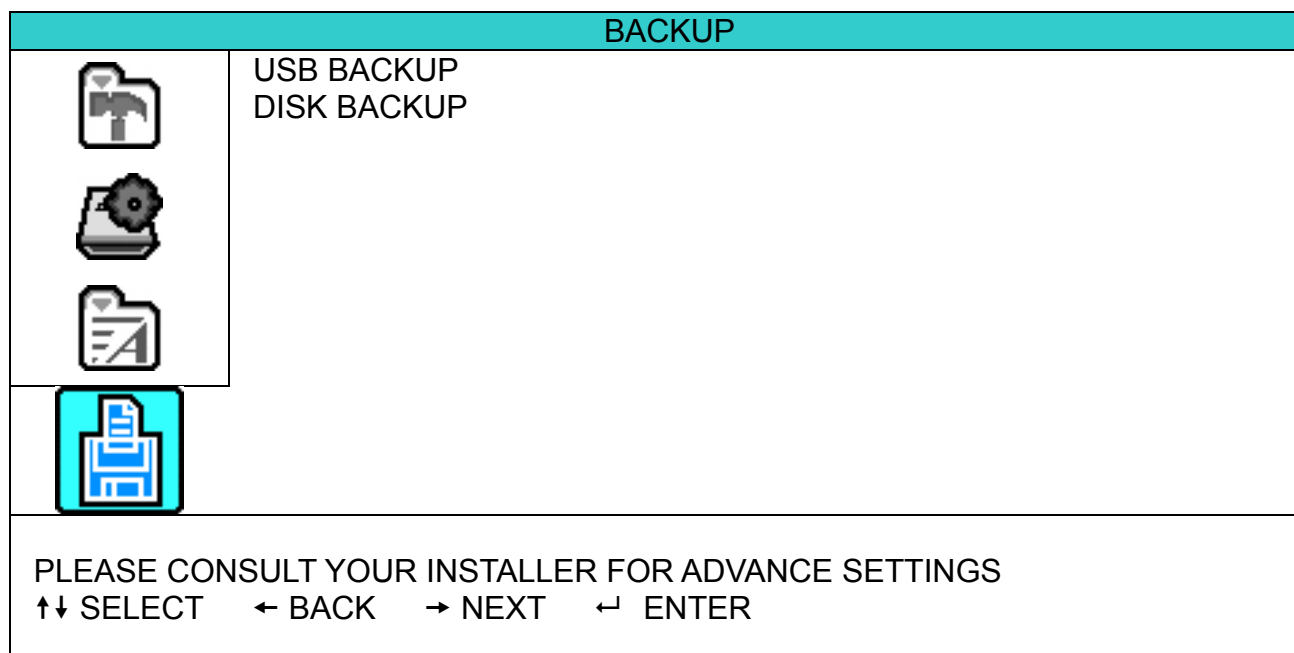 BACKUP
USB BACKUP
DISK BACKUP
PLEASE CONSULT YOUR INSTALLER FOR ADVANCE SETTINGS
↑↓ SELECT ← BACK → NEXT ↵ ENTER